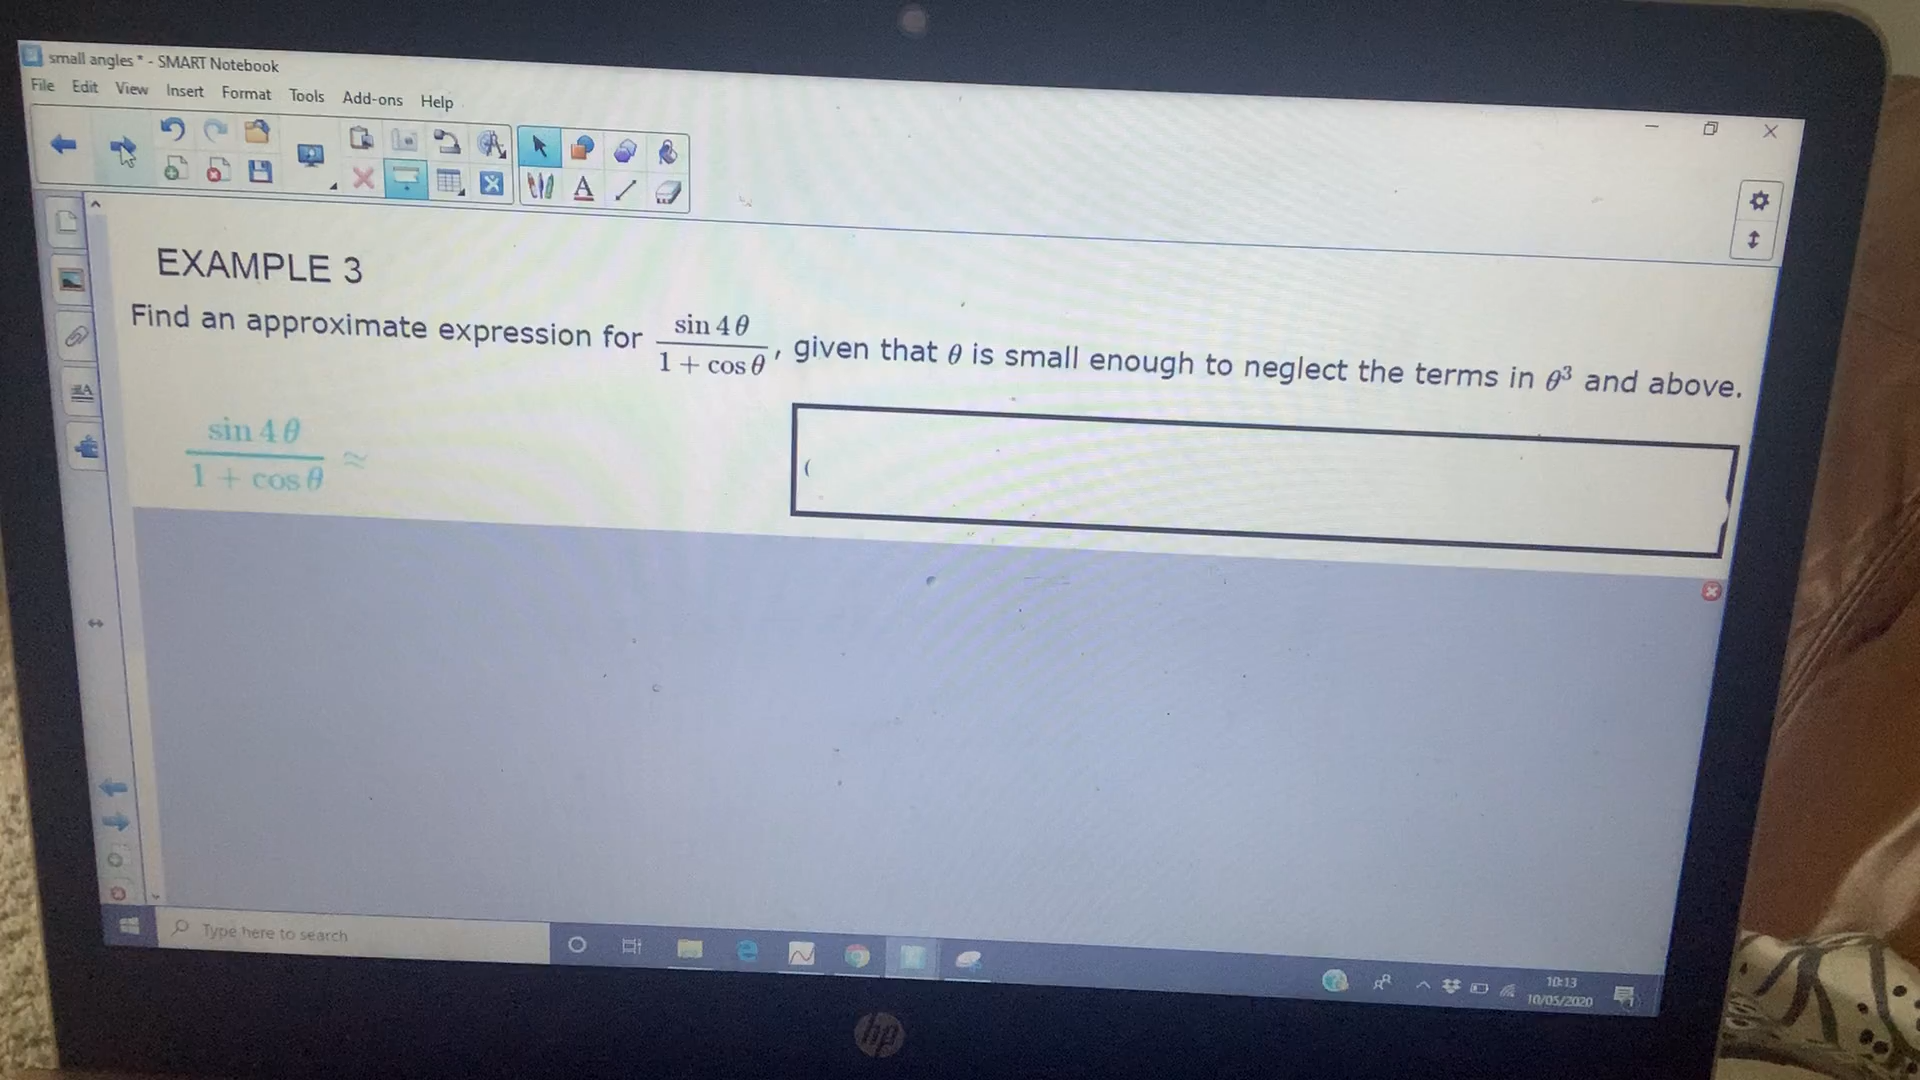 small angles * - SMART Notebook
File Edit View Insert Format Tools Add-ons Help
EXAMPLE 3
Find an approximate expression for sin 4θ / 1 + cos θ , given that θ is small enough to neglect the terms in θ³ and above.
sin 4θ / 1 + cos θ ≈
(
Type here to search
10:13
10/05/2020
hp